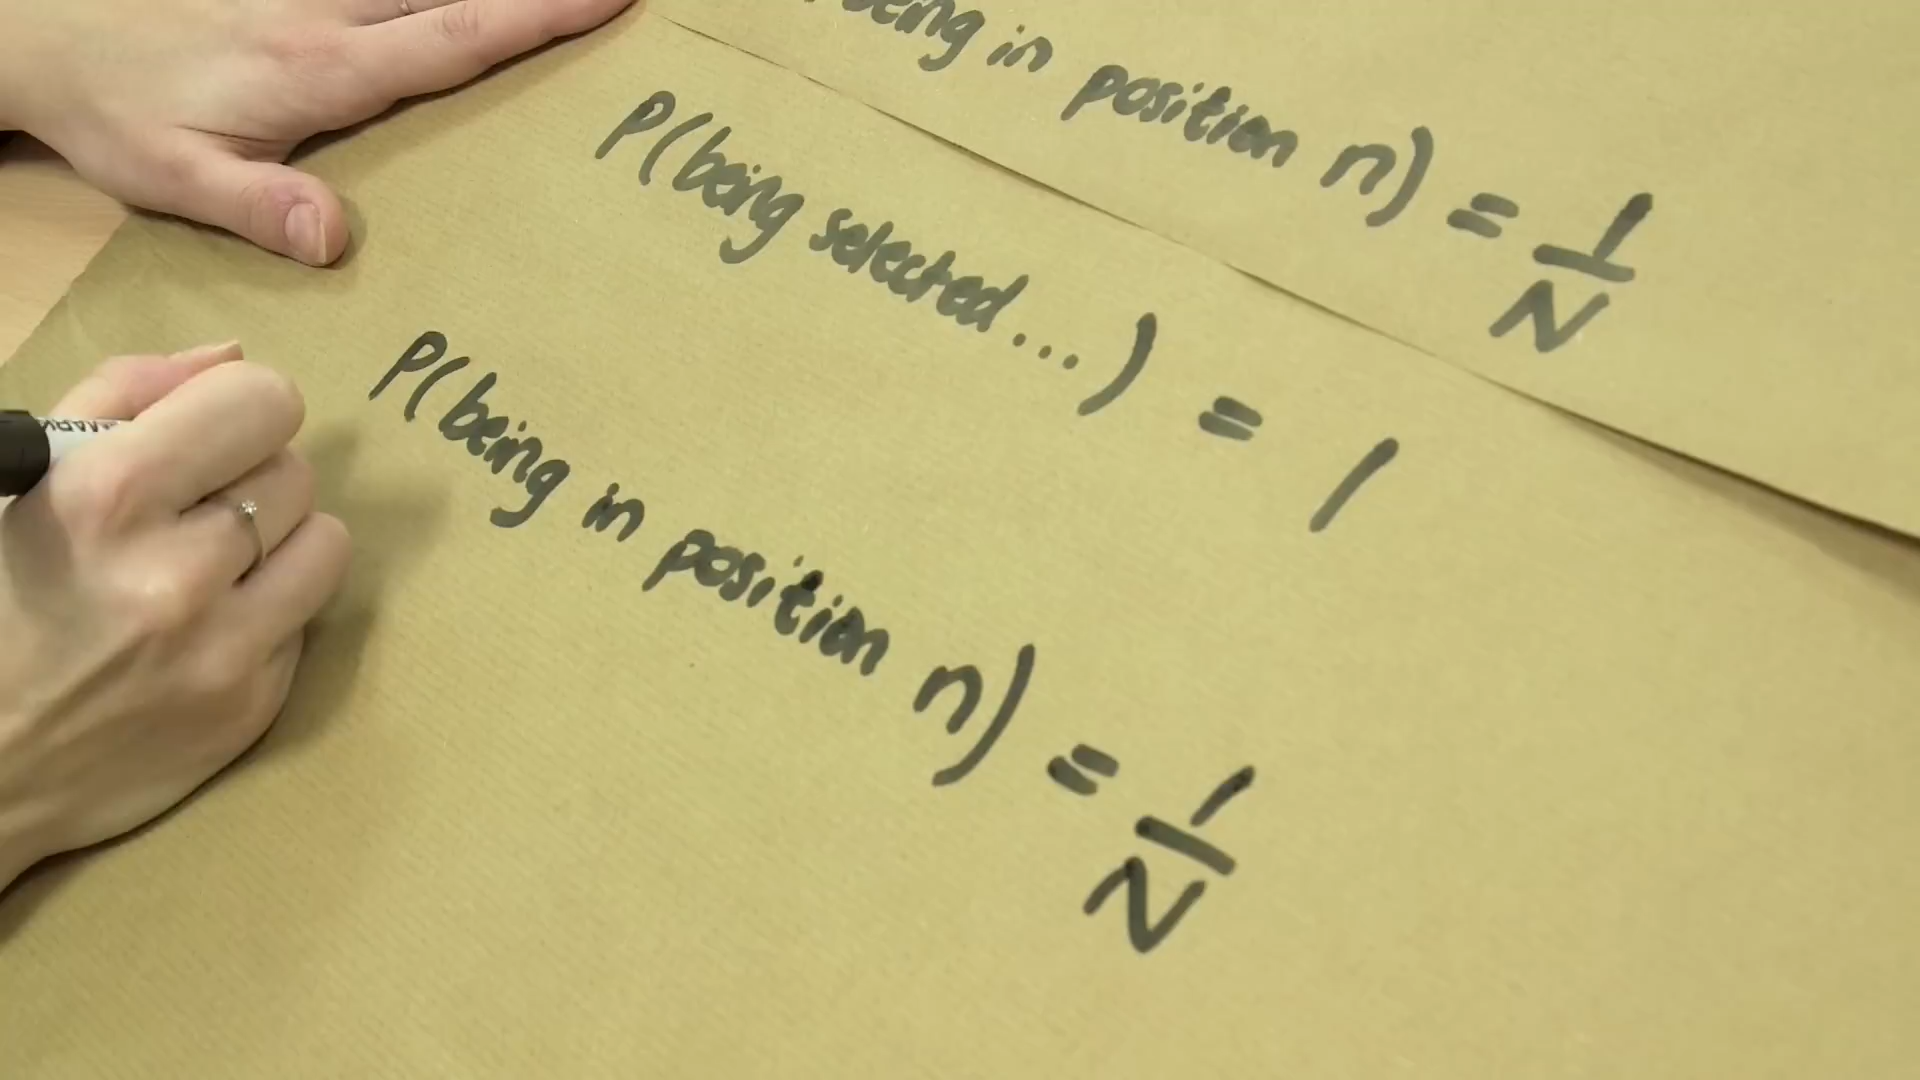 being in position n) = 1/N
P(being selected...) = 1
P(being in position n) = 1/N